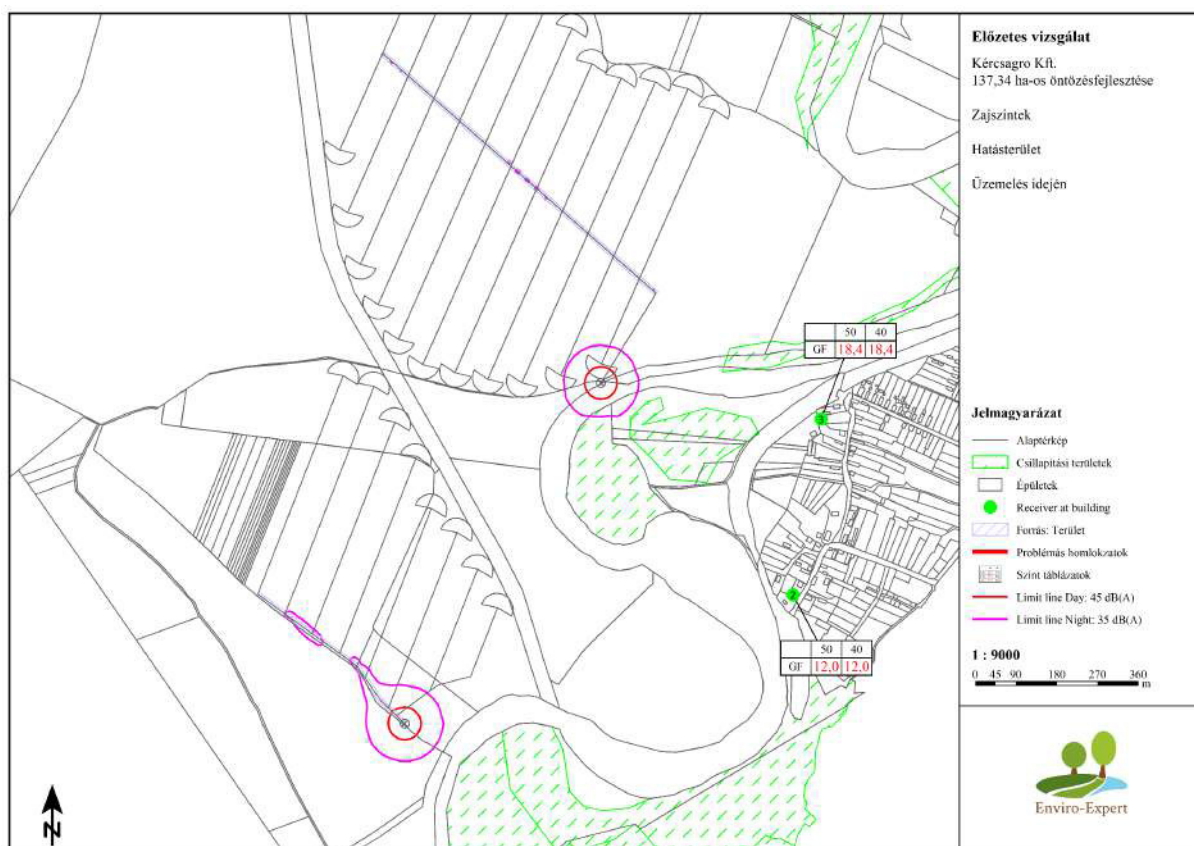 Előzetes vizsgálat
Kércsagro Kft.
137,34 ha-os öntözésfejlesztése
Zajszintek
Hatásterület
Üzemelés idején
50 40
GF 18,4 18,4
3
2
50 40
GF 12,0 12,0
Jelmagyarázat
Alaptérkép
Csillapítási területek
Épületek
Receiver at building
Forrás: Terület
Problémás homlokzatok
Szint táblázatok
Limit line Day: 45 dB(A)
Limit line Night: 35 dB(A)
1 : 9000
0 45 90 180 270 360
m
N
Enviro-Expert